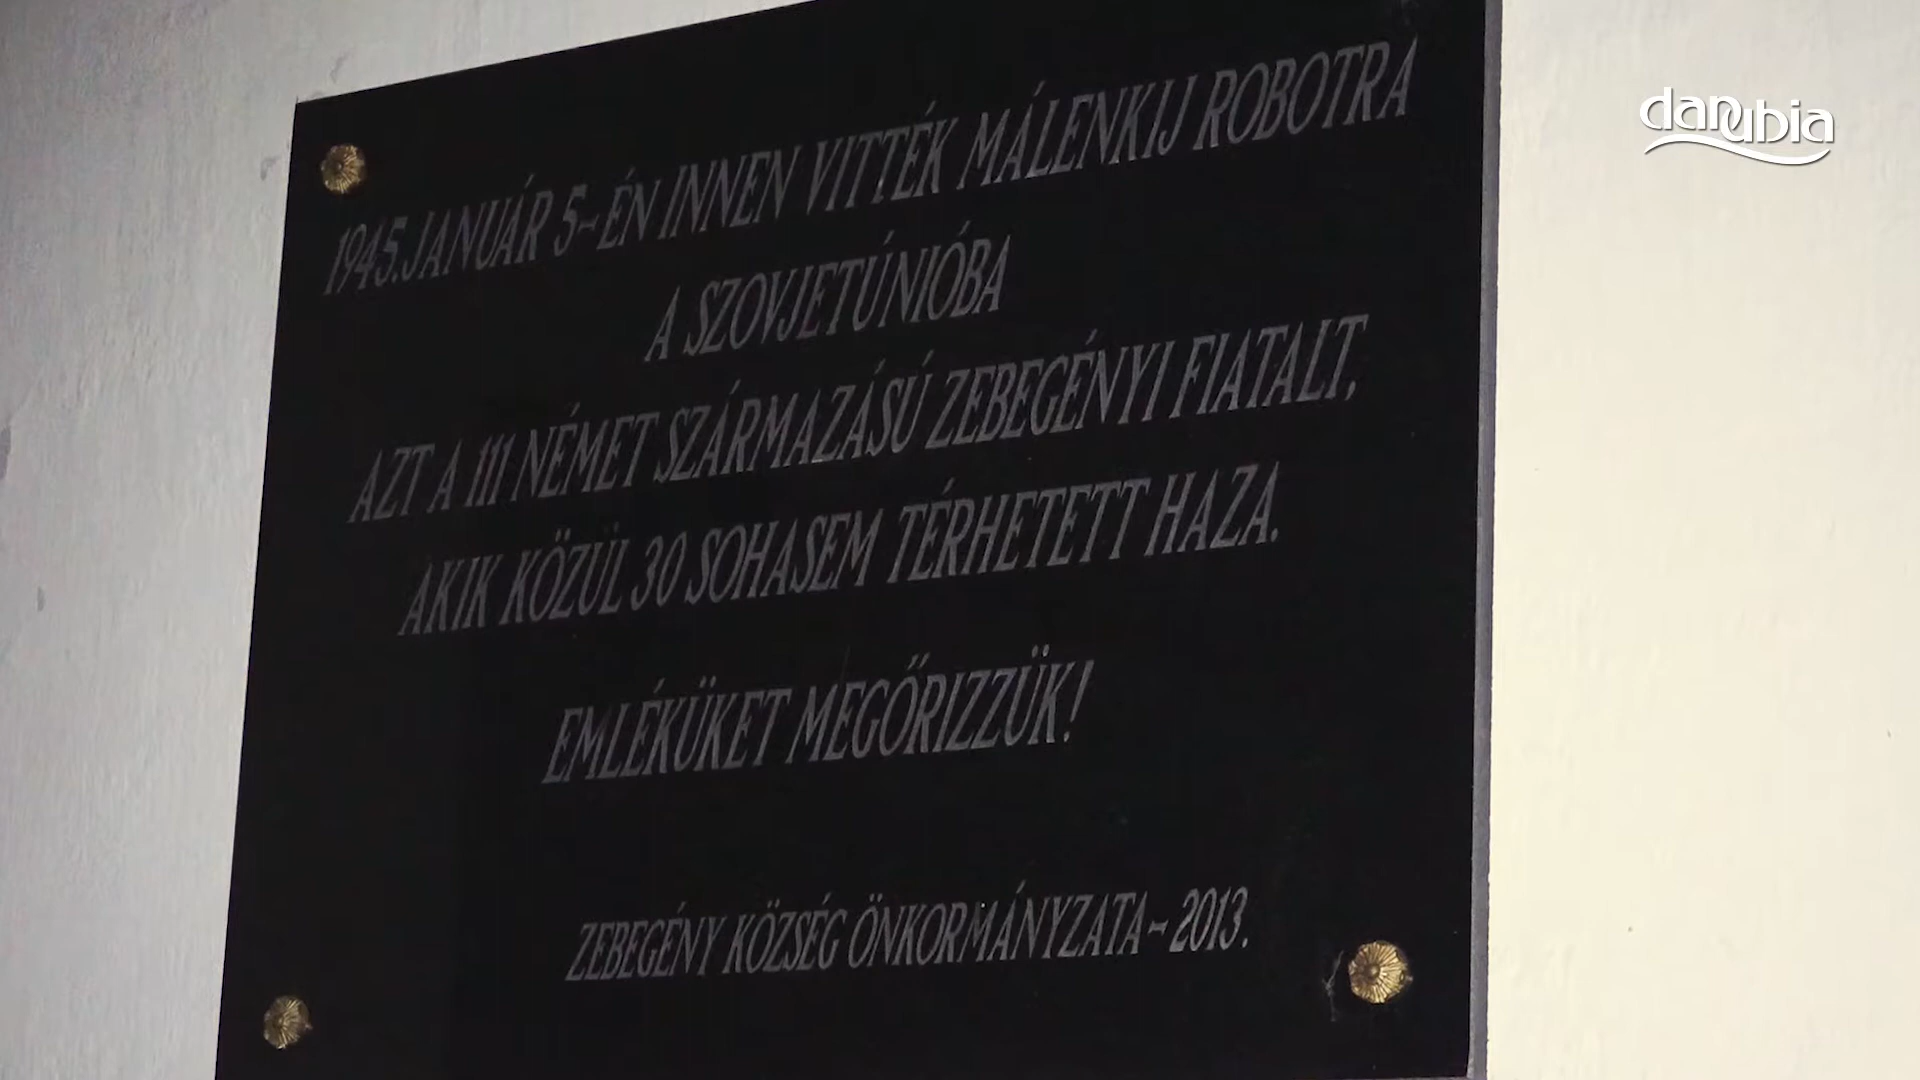 danubia
1945. JANUÁR 5-ÉN INNEN VITTÉK MÁLENKIJ ROBOTRA
A SZOVJETÚNIÓBA
AZT A 111 NÉMET SZÁRMAZÁSÚ ZEBEGÉNYI FIATALT,
AKIK KÖZÜL 30 SOHASEM TÉRHETETT HAZA.
EMLÉKÜKET MEGŐRIZZÜK!
ZEBEGÉNY KÖZSÉG ÖNKORMÁNYZATA - 2013.